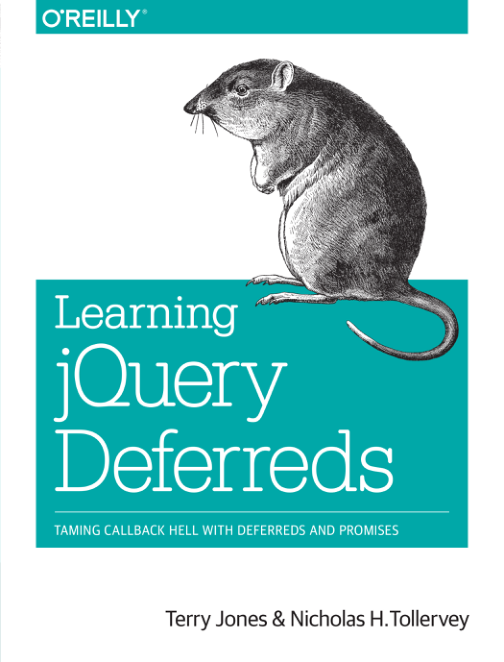 O'REILLY®
Learning
jQuery
Deferreds
TAMING CALLBACK HELL WITH DEFERREDS AND PROMISES
Terry Jones & Nicholas H. Tollervey